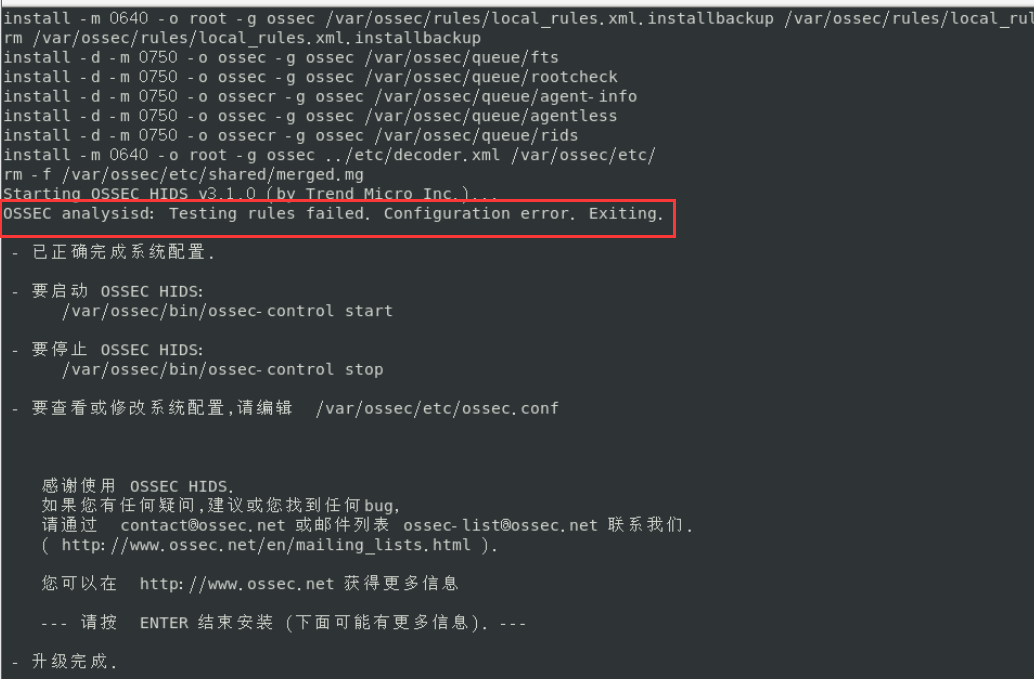 install -m 0640 -o root -g ossec /var/ossec/rules/local_rules.xml.installbackup /var/ossec/rules/local_rul
rm /var/ossec/rules/local_rules.xml.installbackup
install -d -m 0750 -o ossec -g ossec /var/ossec/queue/fts
install -d -m 0750 -o ossec -g ossec /var/ossec/queue/rootcheck
install -d -m 0750 -o ossecr -g ossec /var/ossec/queue/agent-info
install -d -m 0750 -o ossec -g ossec /var/ossec/queue/agentless
install -d -m 0750 -o ossecr -g ossec /var/ossec/queue/rids
install -m 0640 -o root -g ossec ../etc/decoder.xml /var/ossec/etc/
rm -f /var/ossec/etc/shared/merged.mg
Starting OSSEC HIDS v3.1.0 (by Trend Micro Inc.)...
OSSEC analysisd: Testing rules failed. Configuration error. Exiting.
- 已正确完成系统配置.
- 要启动 OSSEC HIDS:
/var/ossec/bin/ossec-control start
- 要停止 OSSEC HIDS:
/var/ossec/bin/ossec-control stop
- 要查看或修改系统配置,请编辑 /var/ossec/etc/ossec.conf
感谢使用 OSSEC HIDS.
如果您有任何疑问,建议或您找到任何bug,
请通过 contact@ossec.net 或邮件列表 ossec-list@ossec.net 联系我们.
( http://www.ossec.net/en/mailing_lists.html ).
您可以在 http://www.ossec.net 获得更多信息
--- 请按 ENTER 结束安装 (下面可能有更多信息). ---
- 升级完成.